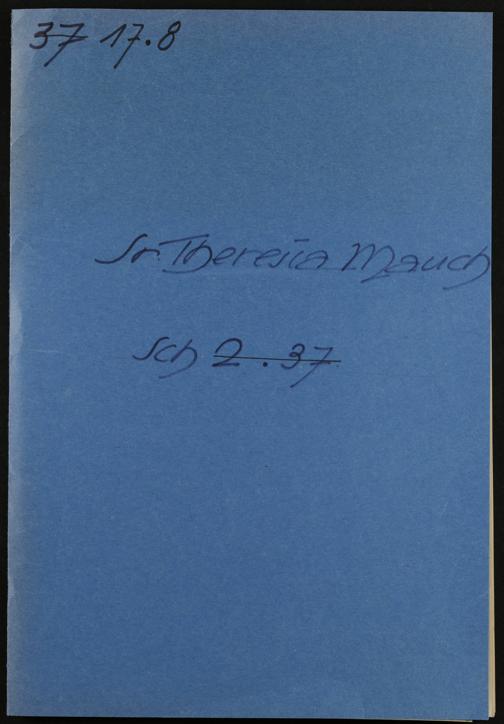 37 17.8
Sr. Theresia Mauch
Sch 2.37